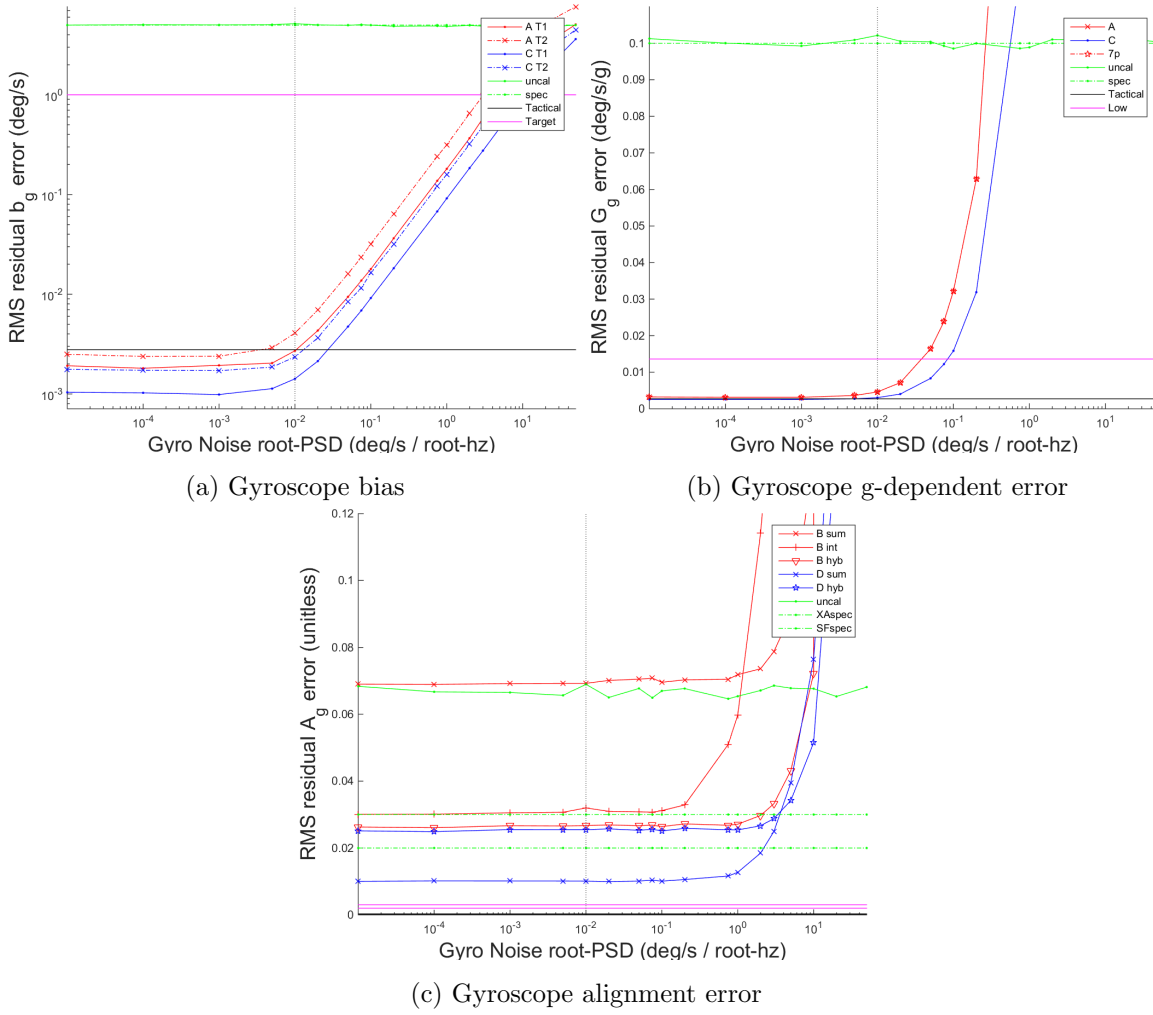 A T1
A T2
C T1
C T2
uncal
spec
Tactical
Target
RMS residual b_g error (deg/s)
10^0
10^-1
10^-2
10^-3
10^-4 10^-3 10^-2 10^-1 10^0 10^1
Gyro Noise root-PSD (deg/s / root-hz)
(a) Gyroscope bias
A
C
7p
uncal
spec
Tactical
Low
RMS residual G_g error (deg/s/g)
0.1
0.09
0.08
0.07
0.06
0.05
0.04
0.03
0.02
0.01
0
10^-4 10^-3 10^-2 10^-1 10^0 10^1
Gyro Noise root-PSD (deg/s / root-hz)
(b) Gyroscope g-dependent error
B sum
B int
B hyb
D sum
D hyb
uncal
XAspec
SFspec
RMS residual A_g error (unitless)
0.12
0.1
0.08
0.06
0.04
0.02
0
10^-4 10^-3 10^-2 10^-1 10^0 10^1
Gyro Noise root-PSD (deg/s / root-hz)
(c) Gyroscope alignment error